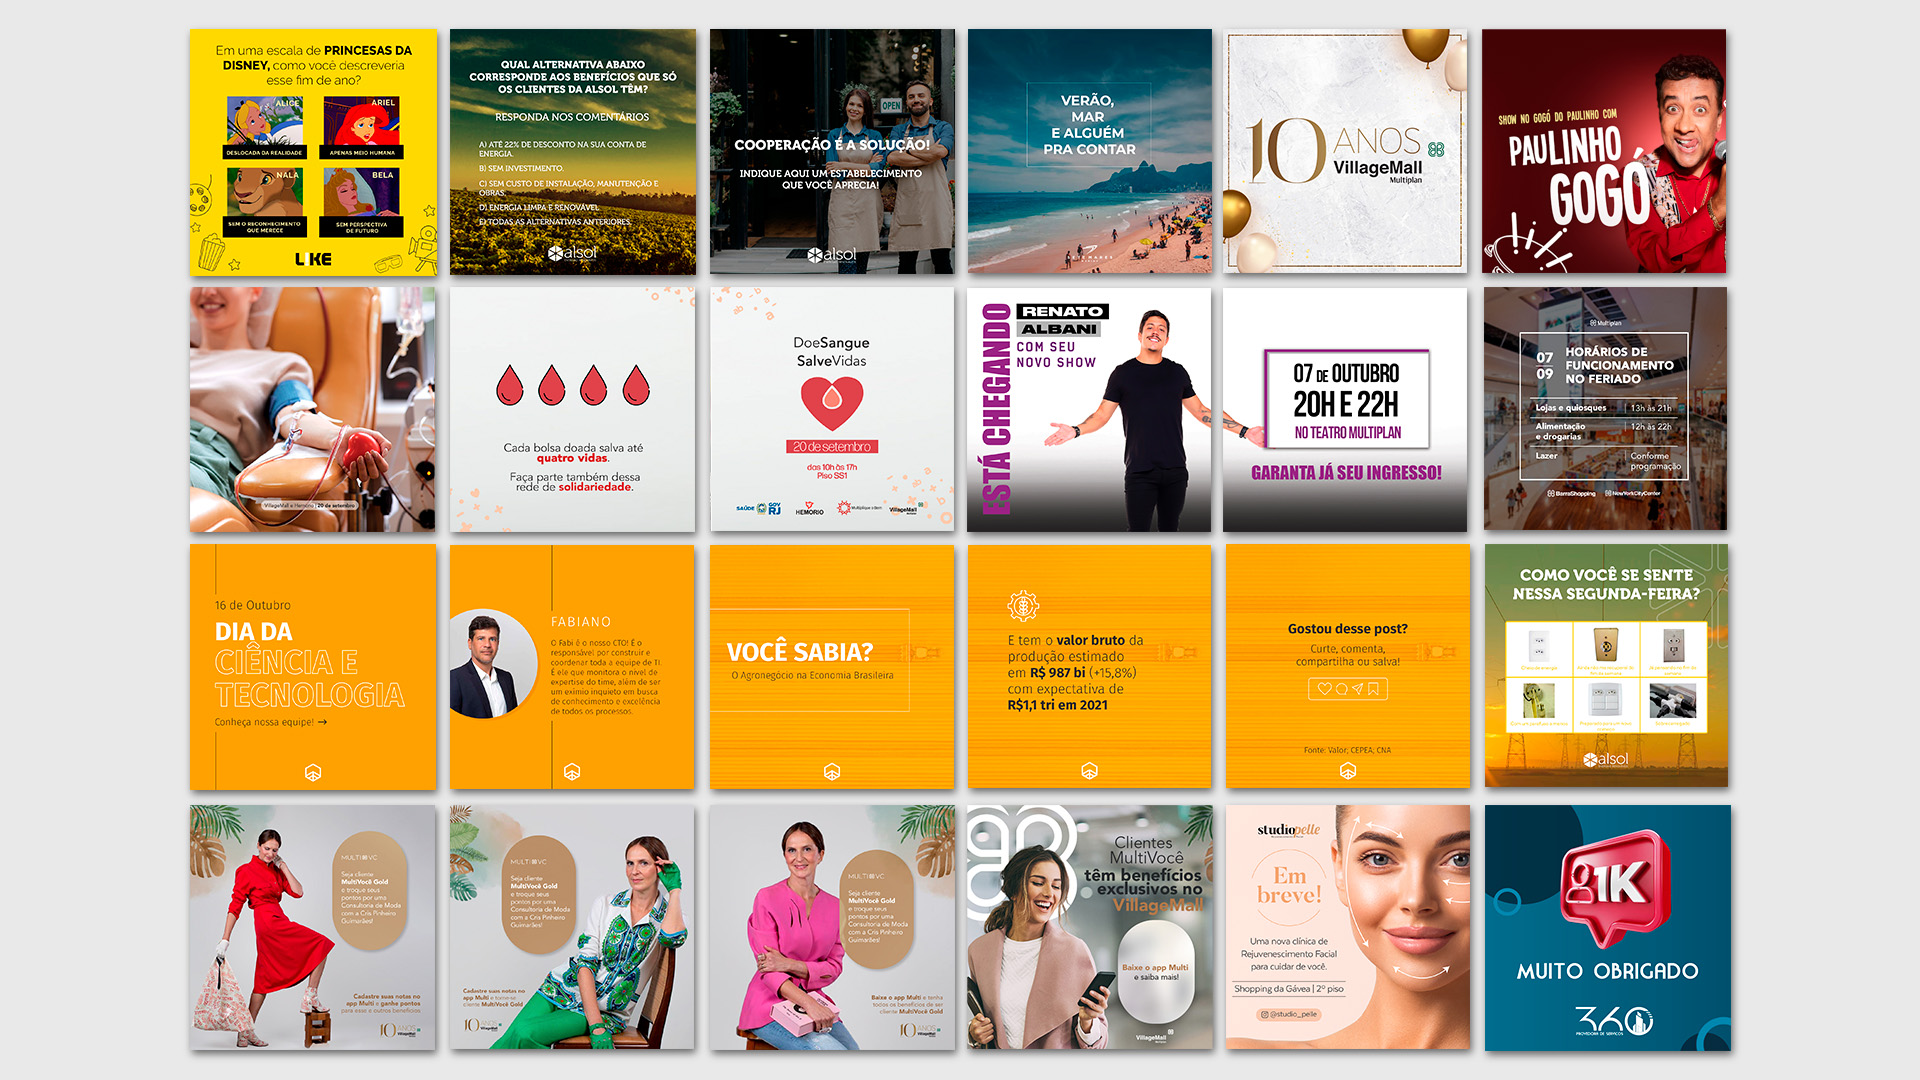 Em uma escala de PRINCESAS DA
DISNEY, como você descreveria
esse fim de ano?
ALICE
DESLOCADA DA REALIDADE
ARIEL
APENAS MEIO HUMANA
NALA
SEM O RECONHECIMENTO
QUE MERECE
BELA
SEM PERSPECTIVA
DE FUTURO
LIKE
QUAL ALTERNATIVA ABAIXO
CORRESPONDE AOS BENEFÍCIOS QUE SÓ
OS CLIENTES DA ALSOL TÊM?
RESPONDA NOS COMENTÁRIOS
A) ATÉ 22% DE DESCONTO NA SUA CONTA DE
ENERGIA.
B) SEM INVESTIMENTO.
C) SEM CUSTO DE INSTALAÇÃO, MANUTENÇÃO E
OBRAS.
D) ENERGIA LIMPA E RENOVÁVEL.
E) TODAS AS ALTERNATIVAS ANTERIORES.
alsol
OPEN
COOPERAÇÃO É A SOLUÇÃO!
INDIQUE AQUI UM ESTABELECIMENTO
QUE VOCÊ APRECIA!
alsol
VERÃO,
MAR
E ALGUÉM
PRA CONTAR
10 ANOS
VillageMall
Multiplan
SHOW NO GOGÓ DO PAULINHO COM
PAULINHO
GOGÓ
VillageMall e Hemorio | 20 de setembro
Cada bolsa doada salva até
quatro vidas.
Faça parte também dessa
rede de solidariedade.
DoeSangue
SalveVidas
20 de setembro
das 10h às 17h
Piso SS1
SAÚDE
GOV
RJ
HEMORIO
VillageMall
ESTÁ CHEGANDO
RENATO
ALBANI
COM SEU
NOVO SHOW
07 DE OUTUBRO
20H E 22H
NO TEATRO MULTIPLAN
GARANTA JÁ SEU INGRESSO!
Multiplan
07
09
HORÁRIOS DE
FUNCIONAMENTO
NO FERIADO
Lojas e quiosques 13h às 21h
Alimentação
e drogarias 12h às 22h
Lazer Conforme
programação
BarraShopping NewYorkCityCenter
16 de Outubro
DIA DA
CIÊNCIA E
TECNOLOGIA
Conheça nossa equipe! →
FABIANO
O Fabi é o nosso CTO! É o
responsável por construir e
coordenar toda a equipe de TI.
É ele que monitora o nível de
expertise do time, além de ser
um exímio inquieto em busca
de conhecimento e excelência
de todos os processos.
VOCÊ SABIA?
O Agronegócio na Economia Brasileira
E tem o valor bruto da
produção estimado
em R$ 987 bi (+15,8%)
com expectativa de
R$1,1 tri em 2021
Gostou desse post?
Curte, comenta,
compartilha ou salva!
Fonte: Valor, CEPEA; CNA
COMO VOCÊ SE SENTE
NESSA SEGUNDA-FEIRA?
alsol
MULTIVC
Seja cliente
MultiVocê Gold
e troque seus
pontos por uma
Consultoria de Moda
com a Cris Pinheiro
Guimarães!
Cadastre suas notas no
app Multi e ganhe pontos
para esse e outros benefícios
10 ANOS
VillageMall
MULTIVC
Seja cliente
MultiVocê Gold
e troque seus
pontos por uma
Consultoria de Moda
com a Cris Pinheiro
Guimarães!
Cadastre suas notas no
app Multi e torne-se
cliente MultiVocê Gold
10 ANOS
VillageMall
MULTIVC
Seja cliente
MultiVocê Gold
e troque seus
pontos por uma
Consultoria de Moda
com a Cris Pinheiro
Guimarães!
Baixe o app Multi e tenha
todos os benefícios de ser
cliente MultiVocê Gold
10 ANOS
VillageMall
Clientes
MultiVocê
têm benefícios
exclusivos no
VillageMall
Baixe o app Multi
e saiba mais!
VillageMall
studiopelle
Em
breve!
Uma nova clínica de
Rejuvenescimento Facial
para cuidar de você.
Shopping da Gávea | 2º piso
@studio_pelle
1K
MUITO OBRIGADO
360
PROVEDORA DE SERVIÇOS